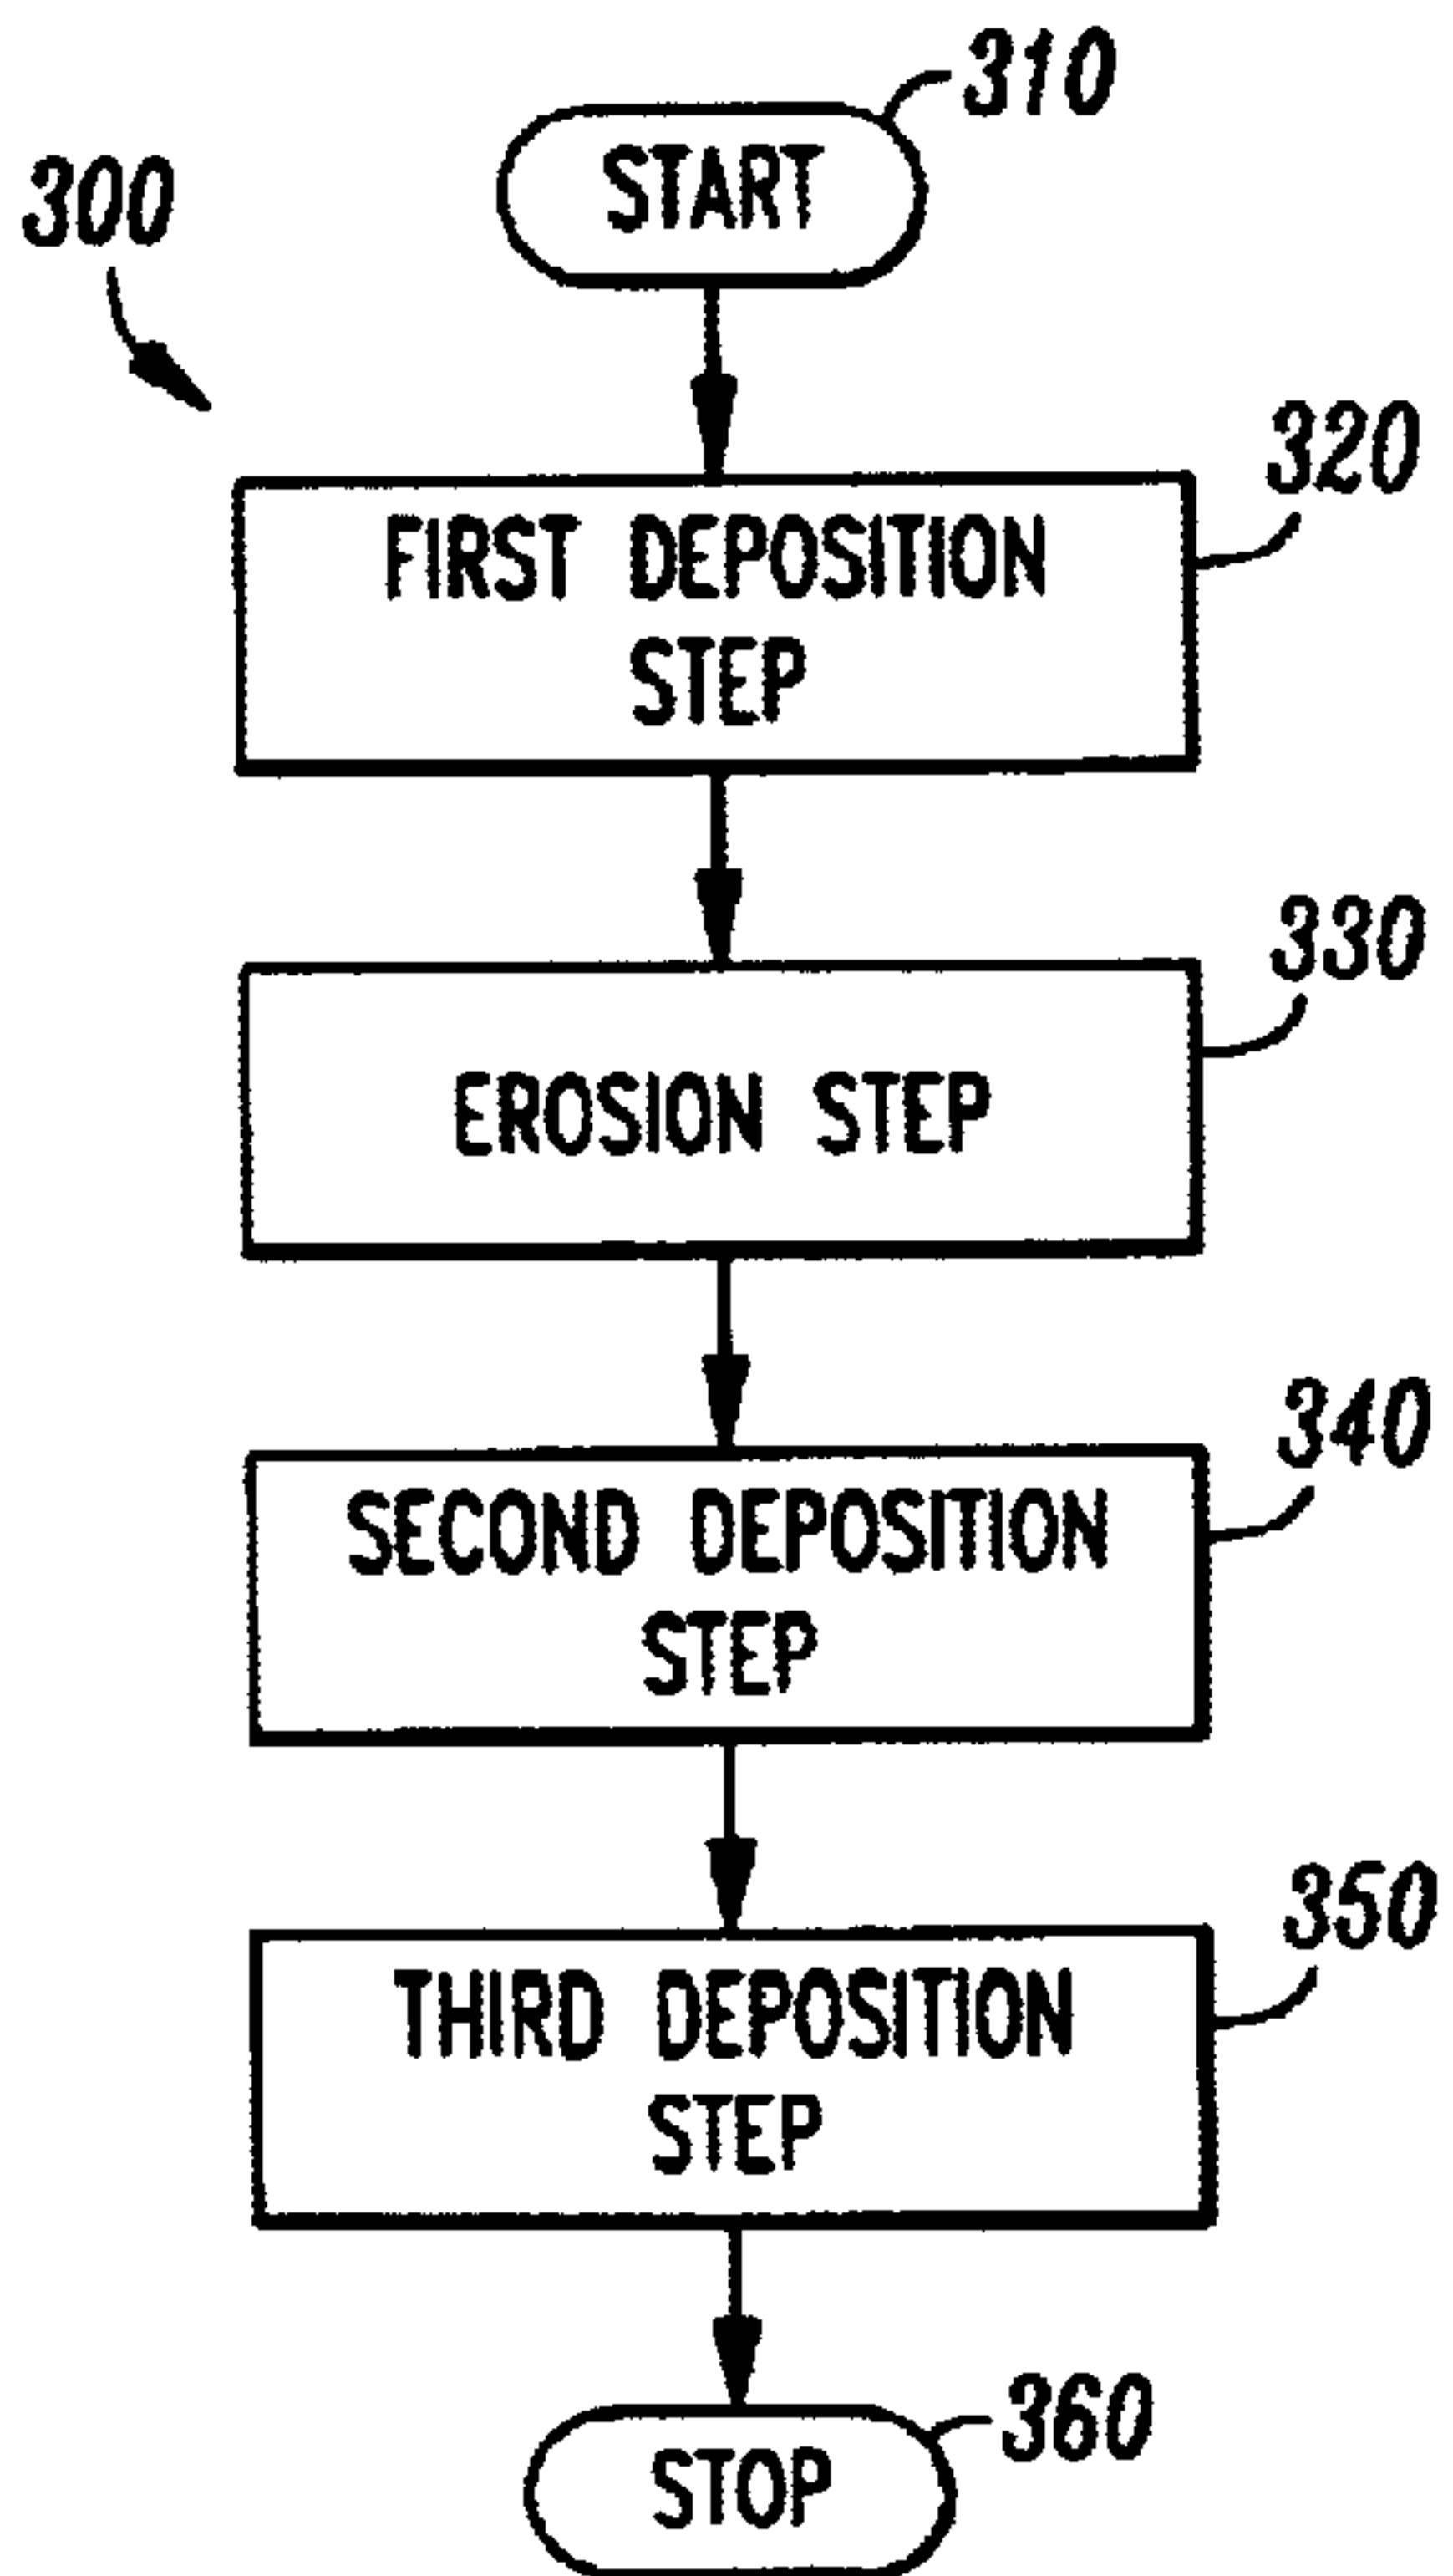 310
START
300
320
FIRST DEPOSITION
STEP
330
EROSION STEP
340
SECOND DEPOSITION
STEP
350
THIRD DEPOSITION
STEP
360
STOP